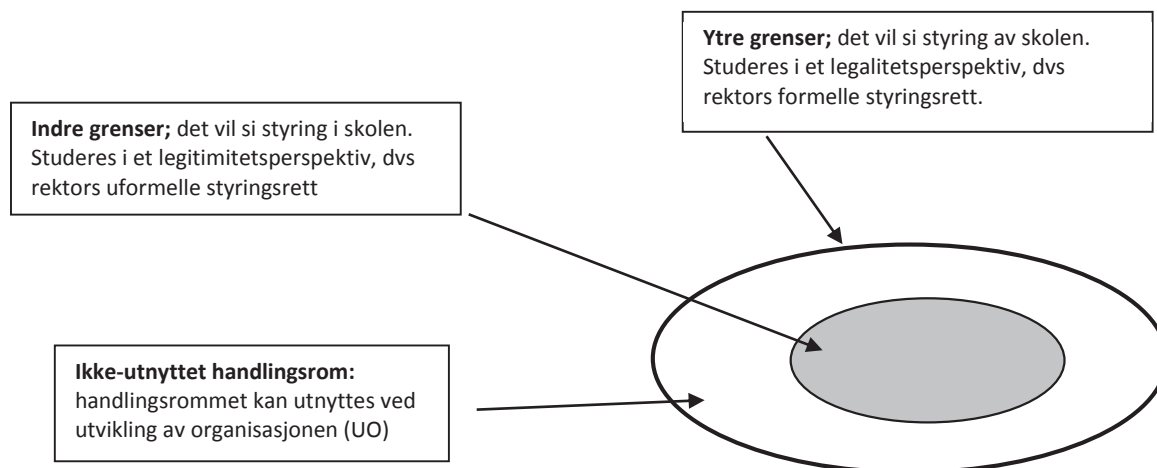 Ytre grenser; det vil si styring av skolen.
Studeres i et legalitetsperspektiv, dvs
rektors formelle styringsrett.
Indre grenser; det vil si styring i skolen.
Studeres i et legitimitetsperspektiv, dvs
rektors uformelle styringsrett
Ikke-utnyttet handlingsrom:
handlingsrommet kan utnyttes ved
utvikling av organisasjonen (UO)